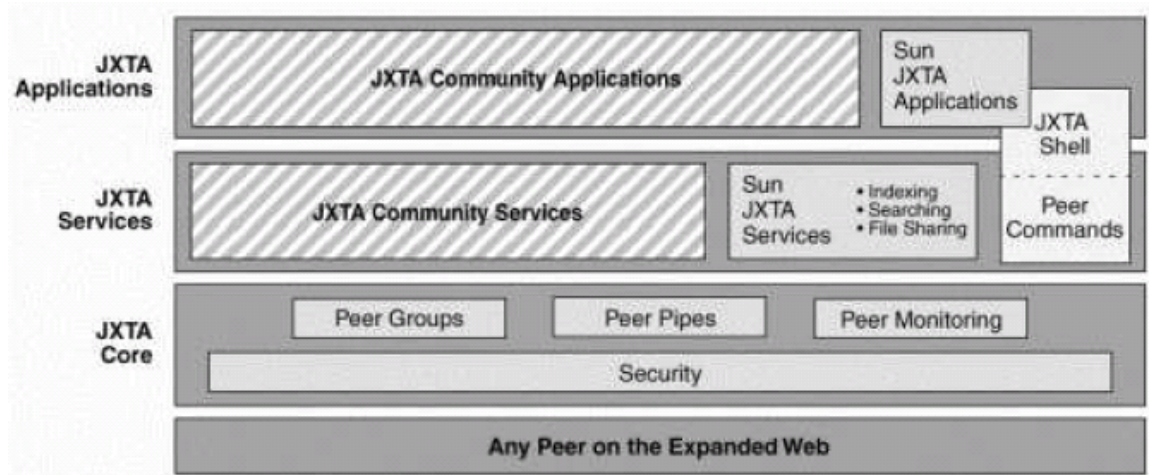 JXTA
Applications
JXTA Community Applications
Sun
JXTA
Applications
JXTA
Shell
JXTA
Services
JXTA Community Services
Sun
JXTA
Services
• Indexing
• Searching
• File Sharing
Peer
Commands
JXTA
Core
Peer Groups
Peer Pipes
Peer Monitoring
Security
Any Peer on the Expanded Web